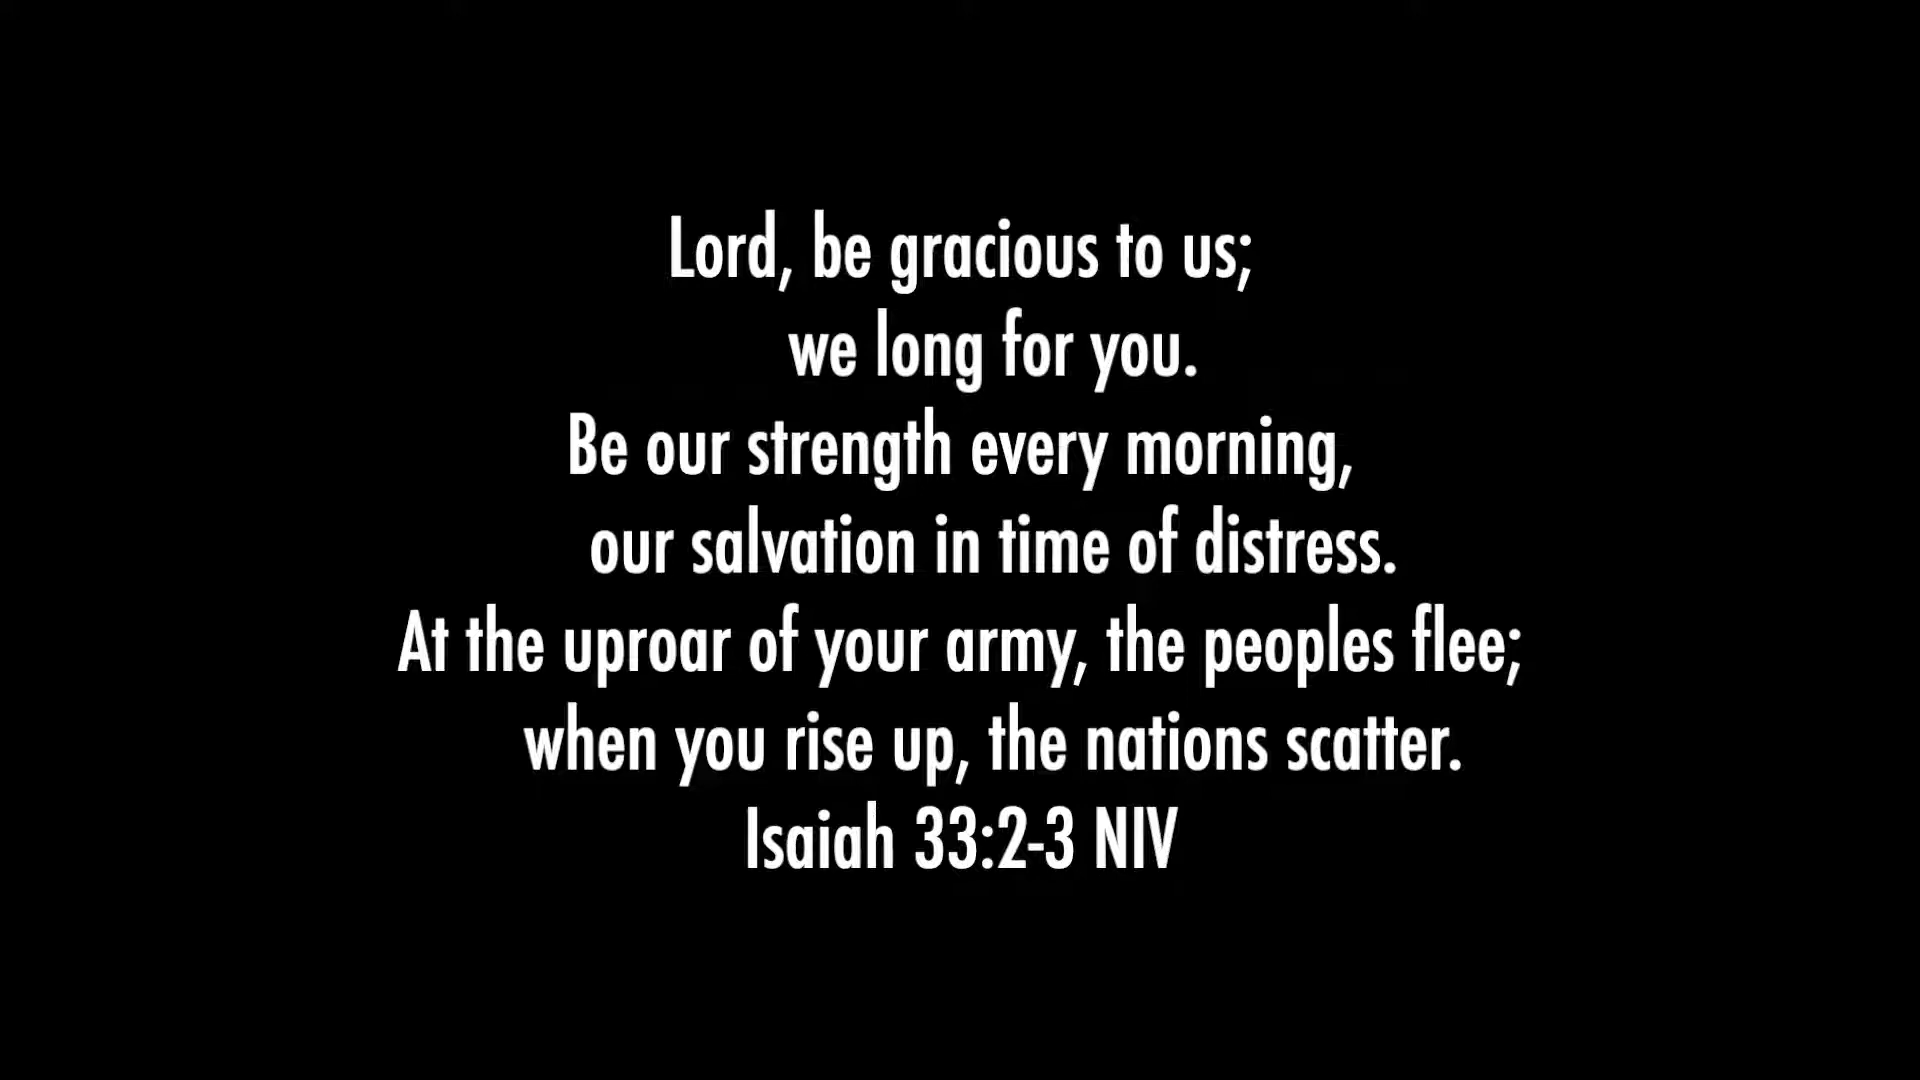 Lord, be gracious to us;
we long for you.
Be our strength every morning,
our salvation in time of distress.
At the uproar of your army, the peoples flee;
when you rise up, the nations scatter.
Isaiah 33:2-3 NIV